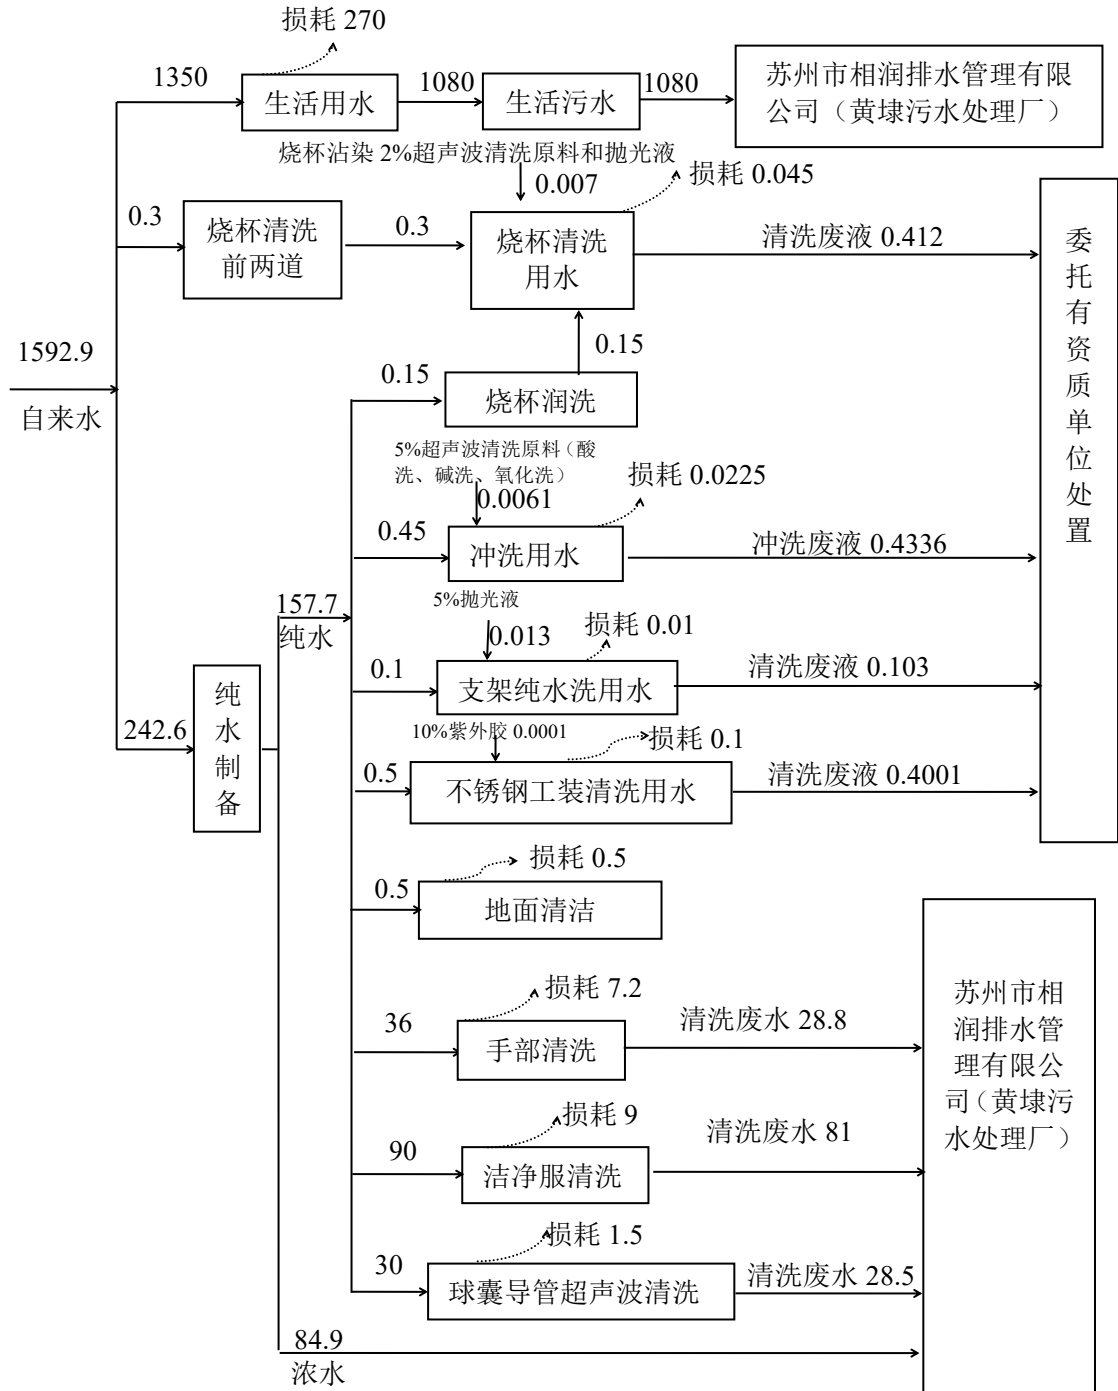 损耗 270
1350
生活用水
1080
生活污水
1080
苏州市相润排水管理有限
公司（黄埭污水处理厂）
烧杯沾染 2%超声波清洗原料和抛光液
0.007
损耗 0.045
0.3
烧杯清洗
前两道
0.3
烧杯清洗
用水
清洗废液 0.412
委托有资质单位处置
0.15
1592.9
自来水
0.15
烧杯润洗
5%超声波清洗原料（酸
洗、碱洗、氧化洗）
0.0061
损耗 0.0225
0.45
冲洗用水
冲洗废液 0.4336
5%抛光液
157.7
纯水
0.013
损耗 0.01
0.1
支架纯水洗用水
清洗废液 0.103
10%紫外胶 0.0001
损耗 0.1
242.6
纯水制备
0.5
不锈钢工装清洗用水
清洗废液 0.4001
损耗 0.5
0.5
地面清洁
损耗 7.2
36
手部清洗
清洗废水 28.8
苏州市相
润排水管
理有限公
司（黄埭污
水处理厂）
损耗 9
90
洁净服清洗
清洗废水 81
损耗 1.5
30
球囊导管超声波清洗
清洗废水 28.5
84.9
浓水